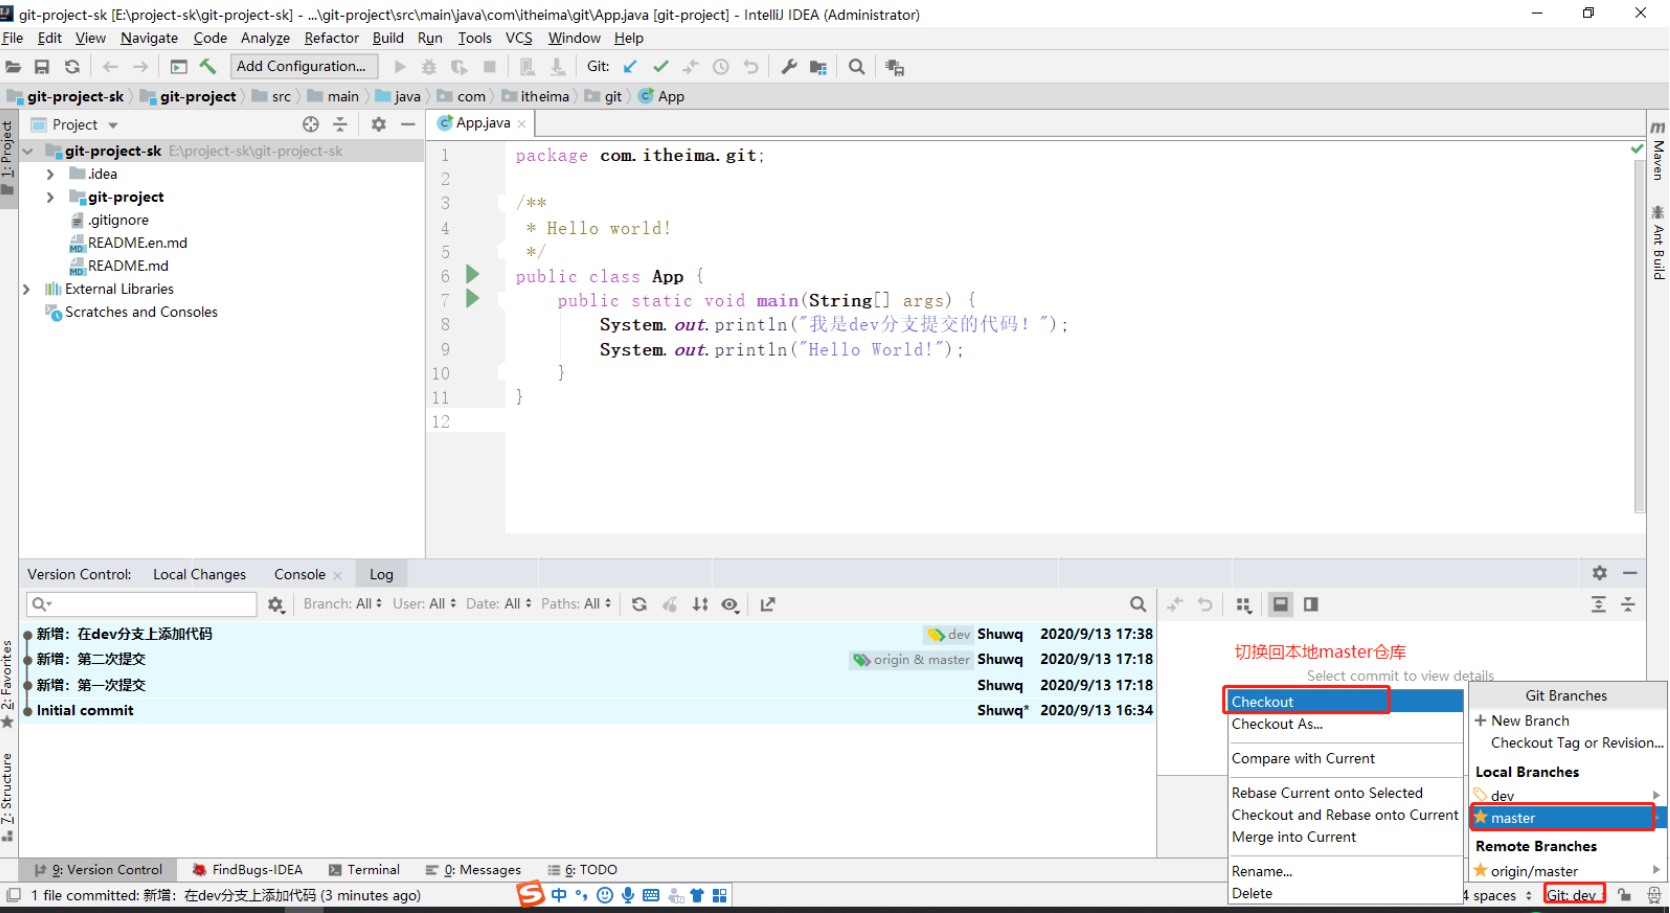 git-project-sk [E:\project-sk\git-project-sk] - ...\git-project\src\main\java\com\itheima\git\App.java [git-project] - IntelliJ IDEA (Administrator)
File Edit View Navigate Code Analyze Refactor Build Run Tools VCS Window Help
Add Configuration... Git:
git-project-sk git-project src main java com itheima git App
1: Project
Project
App.java
git-project-sk E:\project-sk\git-project-sk
.idea
git-project
.gitignore
README.en.md
README.md
External Libraries
Scratches and Consoles
1 package com.itheima.git;
2
3 /**
4 * Hello world!
5 */
6 public class App {
7 public static void main(String[] args) {
8 System.out.println("我是dev分支提交的代码！");
9 System.out.println("Hello World!");
10 }
11 }
12
Maven
Ant Build
Version Control: Local Changes Console Log
Branch: All User: All Date: All Paths: All
新增：在dev分支上添加代码 dev Shuwq 2020/9/13 17:38
新增：第二次提交 origin & master Shuwq 2020/9/13 17:18
新增：第一次提交 Shuwq 2020/9/13 17:18
Initial commit Shuwq* 2020/9/13 16:34
2: Favorites
7: Structure
切换回本地master仓库
Select commit to view details
Checkout
Checkout As...
Compare with Current
Rebase Current onto Selected
Checkout and Rebase onto Current
Merge into Current
Rename...
Delete
Git Branches
New Branch
Checkout Tag or Revision...
Local Branches
dev
master
Remote Branches
origin/master
9: Version Control FindBugs-IDEA Terminal 0: Messages 6: TODO
1 file committed: 新增：在dev分支上添加代码 (3 minutes ago) 中 4 spaces Git: dev